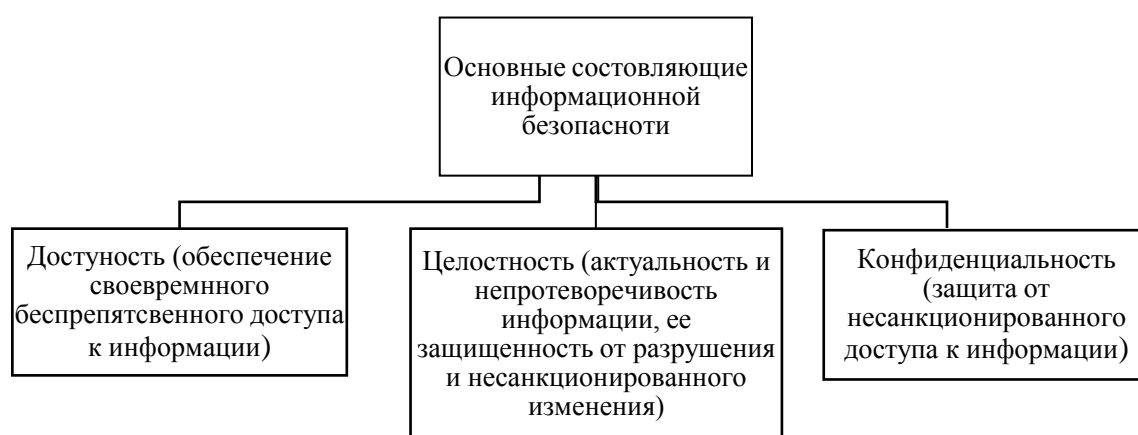 Основные состовляющие
информационной
безопасноти
Достуность (обеспечение
своевремнного
беспрепятсвенного доступа
к информации)
Целостность (актуальность и
непротеворечивость
информации, ее
защищенность от разрушения
и несанкционированного
изменения)
Конфиденциальность
(защита от
несанкционированного
доступа к информации)